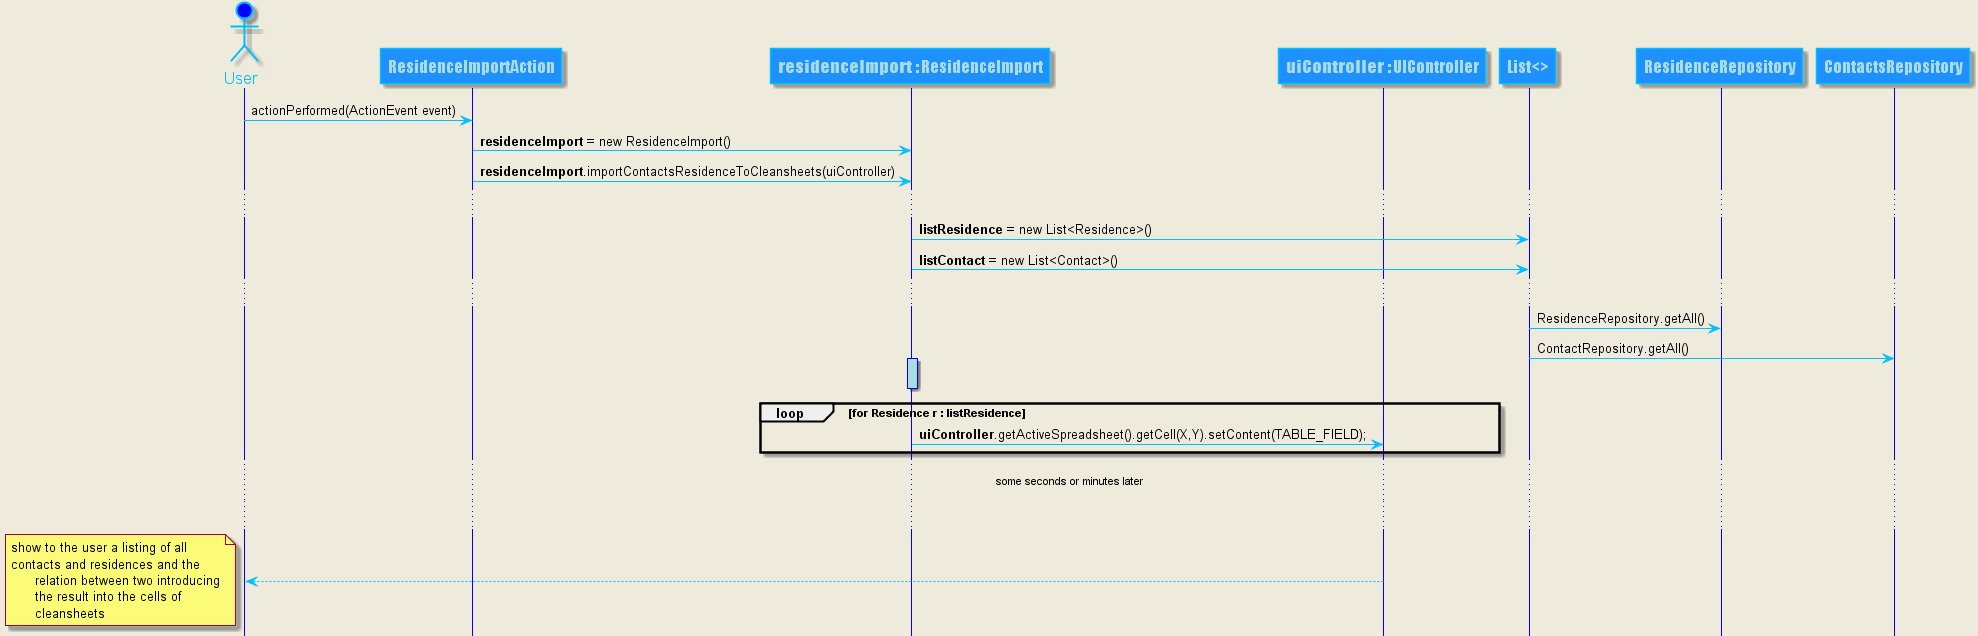 User
ResidenceImportAction
residenceImport :ResidenceImport
uiController :UIController
List<>
ResidenceRepository
ContactsRepository
actionPerformed(ActionEvent event)
residenceImport = new ResidenceImport()
residenceImport.importContactsResidenceToCleansheets(uiController)
listResidence = new List<Residence>()
listContact = new List<Contact>()
ResidenceRepository.getAll()
ContactRepository.getAll()
loop
[for Residence r : listResidence]
uiController.getActiveSpreadsheet().getCell(X,Y).setContent(TABLE_FIELD);
some seconds or minutes later
show to the user a listing of all
contacts and residences and the
relation between two introducing
the result into the cells of
cleansheets